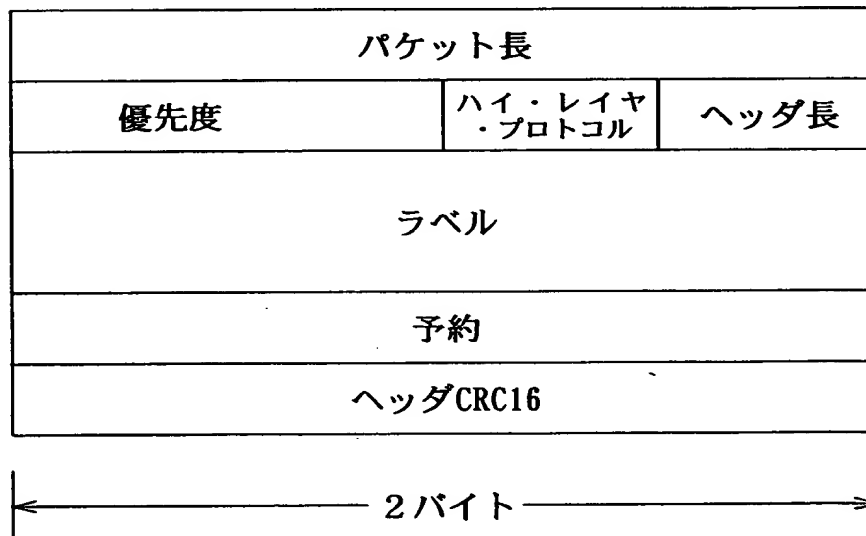 パケット長
優先度
ハイ・レイヤ
・プロトコル
ヘッダ長
ラベル
予約
ヘッダCRC16
2バイト